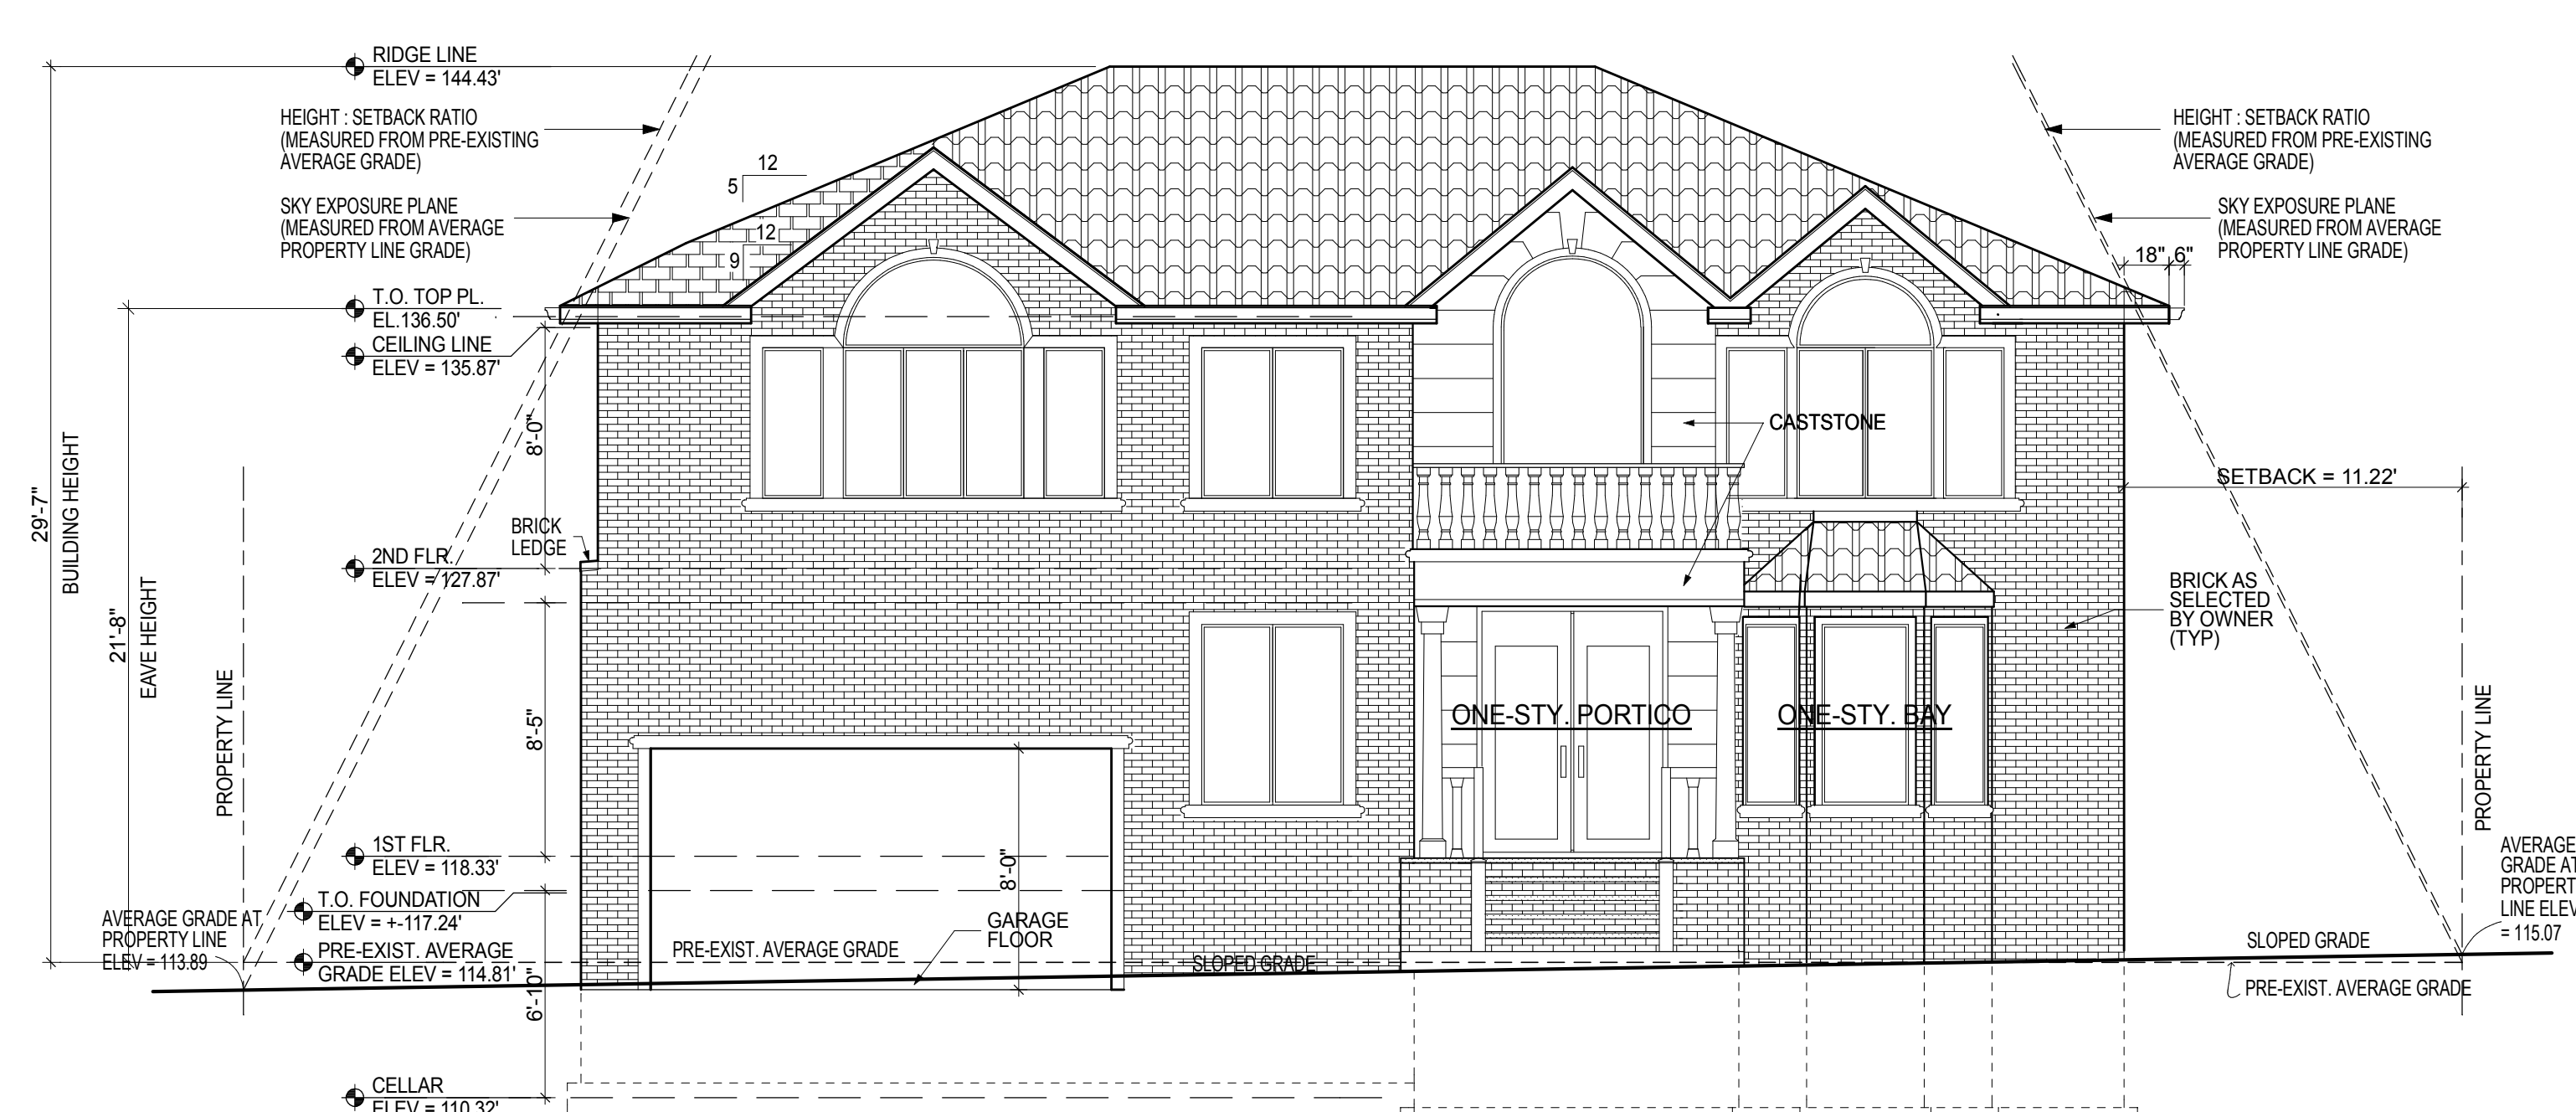 RIDGE LINE
ELEV = 144.43'
HEIGHT : SETBACK RATIO
(MEASURED FROM PRE-EXISTING
AVERAGE GRADE)
SKY EXPOSURE PLANE
(MEASURED FROM AVERAGE
PROPERTY LINE GRADE)
HEIGHT : SETBACK RATIO
(MEASURED FROM PRE-EXISTING
AVERAGE GRADE)
SKY EXPOSURE PLANE
(MEASURED FROM AVERAGE
PROPERTY LINE GRADE)
12
5
12
9
18" 6"
T.O. TOP PL.
EL.136.50'
CEILING LINE
ELEV = 135.87'
8'-0"
29'-7"
BUILDING HEIGHT
21'-8"
EAVE HEIGHT
PROPERTY LINE
BRICK
LEDGE
2ND FLR.
ELEV = 127.87'
8'-5"
CASTSTONE
SETBACK = 11.22'
BRICK AS
SELECTED
BY OWNER
(TYP)
ONE-STY. PORTICO
ONE-STY. BAY
PROPERTY LINE
1ST FLR.
ELEV = 118.33'
T.O. FOUNDATION
ELEV = +-117.24'
AVERAGE GRADE AT
PROPERTY LINE
ELEV = 113.89
PRE-EXIST. AVERAGE
GRADE ELEV = 114.81'
6'-10"
PRE-EXIST. AVERAGE GRADE
8'-0"
GARAGE
FLOOR
SLOPED GRADE
SLOPED GRADE
PRE-EXIST. AVERAGE GRADE
AVERAGE
GRADE AT
PROPERT
LINE ELEV
= 115.07
CELLAR
ELEV = 110.32'